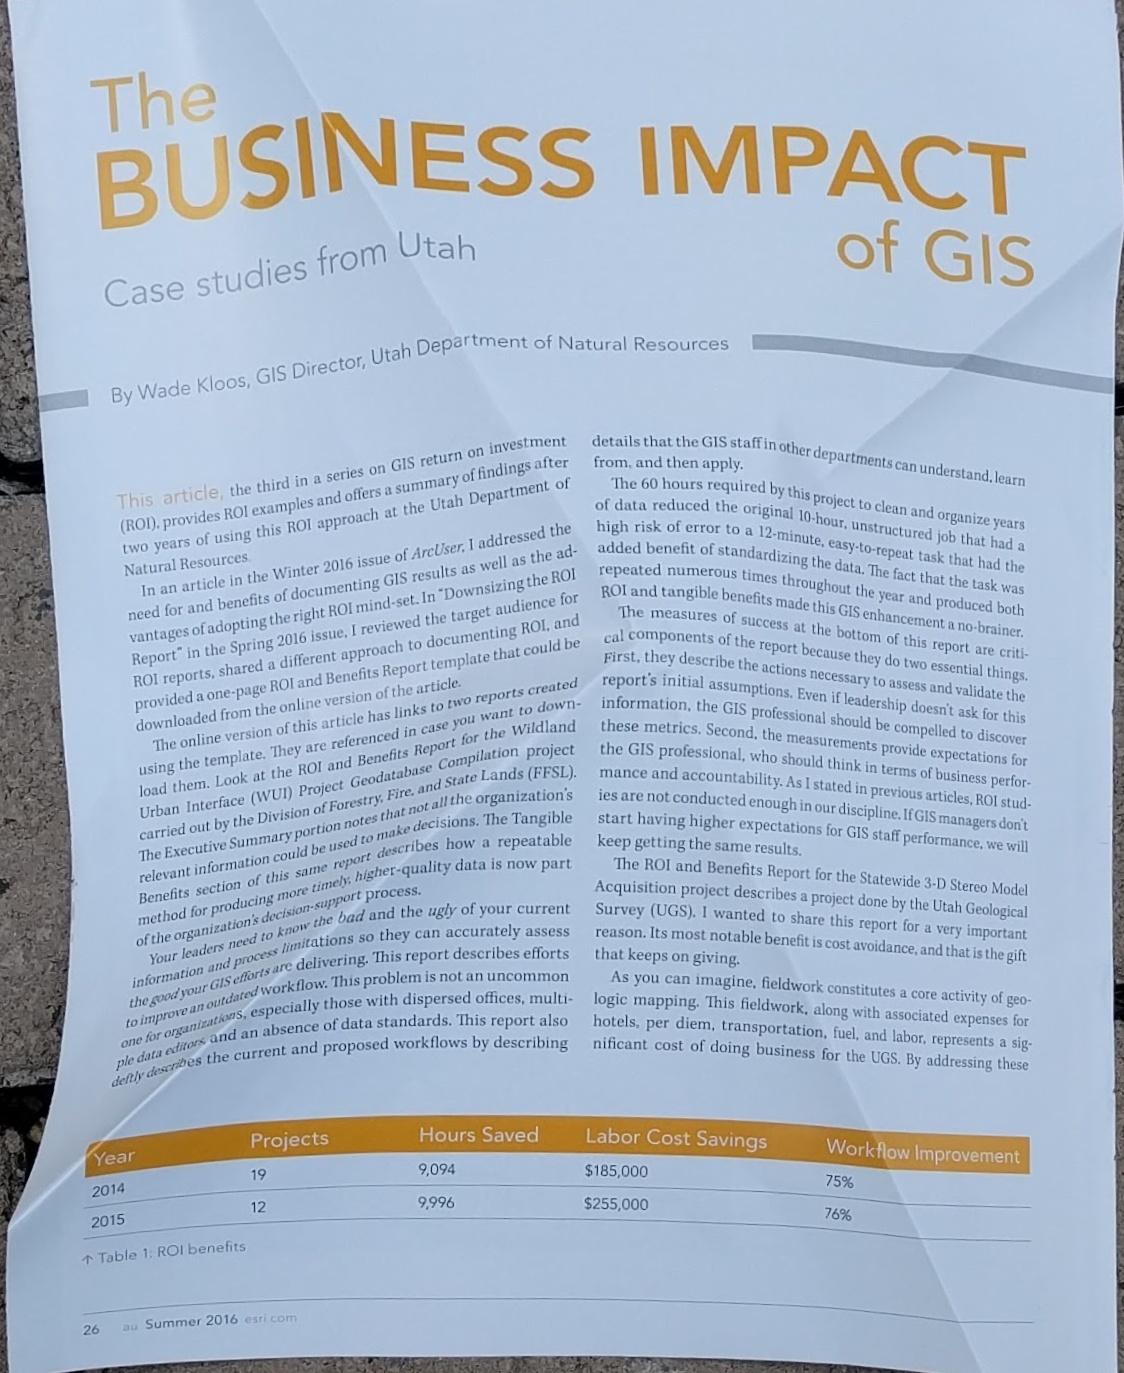 The
BUSINESS IMPACT
of GIS
Case studies from Utah
By Wade Kloos, GIS Director, Utah Department of Natural Resources
This article, the third in a series on GIS return on investment
(ROI), provides ROI examples and offers a summary of findings after
two years of using this ROI approach at the Utah Department of
Natural Resources.
In an article in the Winter 2016 issue of ArcUser, I addressed the
need for and benefits of documenting GIS results as well as the ad-
vantages of adopting the right ROI mind-set. In "Downsizing the ROI
Report" in the Spring 2016 issue, I reviewed the target audience for
ROI reports, shared a different approach to documenting ROI, and
provided a one-page ROI and Benefits Report template that could be
downloaded from the online version of the article.
The online version of this article has links to two reports created
using the template. They are referenced in case you want to down-
load them. Look at the ROI and Benefits Report for the Wildland
Urban Interface (WUI) Project Geodatabase Compilation project
carried out by the Division of Forestry, Fire, and State Lands (FFSL).
The Executive Summary portion notes that not all the organization's
relevant information could be used to make decisions. The Tangible
Benefits section of this same report describes how a repeatable
method for producing more timely, higher-quality data is now part
of the organization's decision-support process.
Your leaders need to know the bad and the ugly of your current
information and process limitations so they can accurately assess
the good your GIS efforts are delivering. This report describes efforts
to improve an outdated workflow. This problem is not an uncommon
one for organizations, especially those with dispersed offices, multi-
ple data editors, and an absence of data standards. This report also
deftly describes the current and proposed workflows by describing
details that the GIS staff in other departments can understand, learn
from, and then apply.
The 60 hours required by this project to clean and organize years
of data reduced the original 10-hour, unstructured job that had a
high risk of error to a 12-minute, easy-to-repeat task that had the
added benefit of standardizing the data. The fact that the task was
repeated numerous times throughout the year and produced both
ROI and tangible benefits made this GIS enhancement a no-brainer.
The measures of success at the bottom of this report are criti-
cal components of the report because they do two essential things.
First, they describe the actions necessary to assess and validate the
report's initial assumptions. Even if leadership doesn't ask for this
information, the GIS professional should be compelled to discover
these metrics. Second, the measurements provide expectations for
the GIS professional, who should think in terms of business perfor-
mance and accountability. As I stated in previous articles, ROI stud-
ies are not conducted enough in our discipline. If GIS managers don't
start having higher expectations for GIS staff performance, we will
keep getting the same results.
The ROI and Benefits Report for the Statewide 3-D Stereo Model
Acquisition project describes a project done by the Utah Geological
Survey (UGS). I wanted to share this report for a very important
reason. Its most notable benefit is cost avoidance, and that is the gift
that keeps on giving.
As you can imagine, fieldwork constitutes a core activity of geo-
logic mapping. This fieldwork, along with associated expenses for
hotels, per diem, transportation, fuel, and labor, represents a sig-
nificant cost of doing business for the UGS. By addressing these
Year Projects Hours Saved Labor Cost Savings Workflow Improvement
2014 19 9,094 $185,000 75%
2015 12 9,996 $255,000 76%
↑ Table 1: ROI benefits
26 au Summer 2016 esri.com